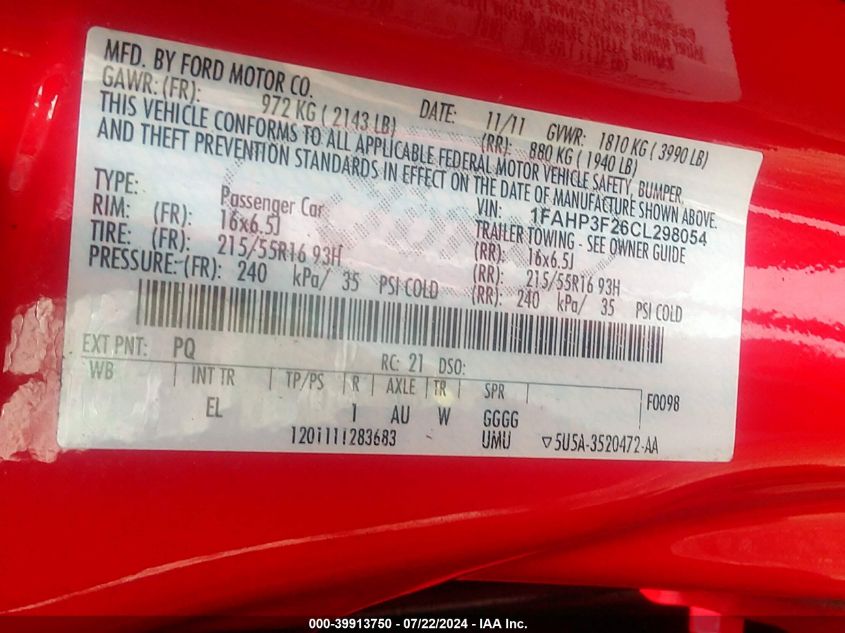 MFD. BY FORD MOTOR CO.
DATE: 11/11 GVWR: 1810 KG ( 3990 LB)
GAWR: (FR): 972 KG ( 2143 LB) (RR): 880 KG ( 1940 LB)
THIS VEHICLE CONFORMS TO ALL APPLICABLE FEDERAL MOTOR VEHICLE SAFETY, BUMPER,
AND THEFT PREVENTION STANDARDS IN EFFECT ON THE DATE OF MANUFACTURE SHOWN ABOVE.
VIN: 1FAHP3F26CL298054
TYPE: Passenger Car TRAILER TOWING - SEE OWNER GUIDE
RIM: (FR): 16x6.5J (RR): 16x6.5J
TIRE: (FR): 215/55R16 93H (RR): 215/55R16 93H
PRESSURE: (FR): 240 kPa/ 35 PSI COLD (RR): 240 kPa/ 35 PSI COLD
EXT PNT: PQ RC: 21 DSO:
WB INT TR TP/PS R AXLE TR SPR F0098
EL 1 AU W GGGG
UMU ▽5U5A-3520472-AA
000-39913750 / 07/22/2024 - IAA Inc.